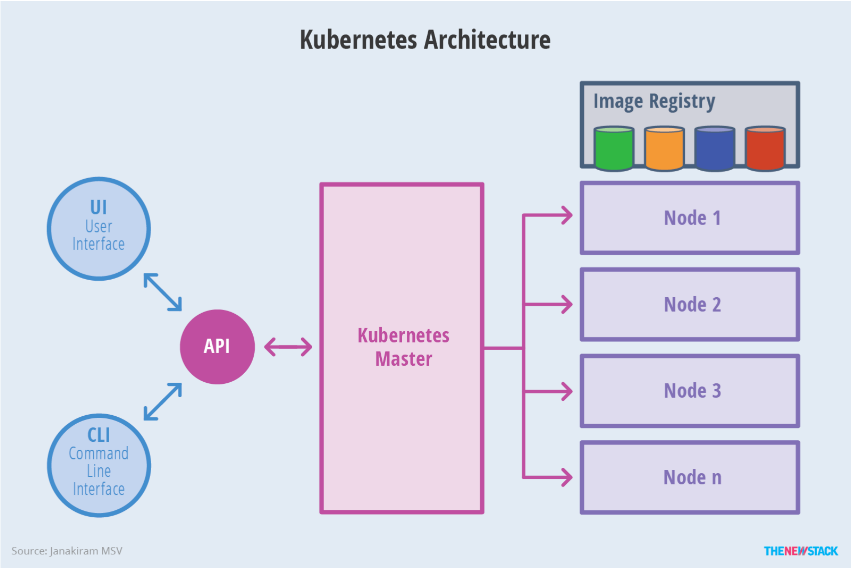 Kubernetes Architecture
Image Registry
UI
User
Interface
API
CLI
Command
Line
Interface
Kubernetes
Master
Node 1
Node 2
Node 3
Node n
Source: Janakiram MSV
THENEWSTACK